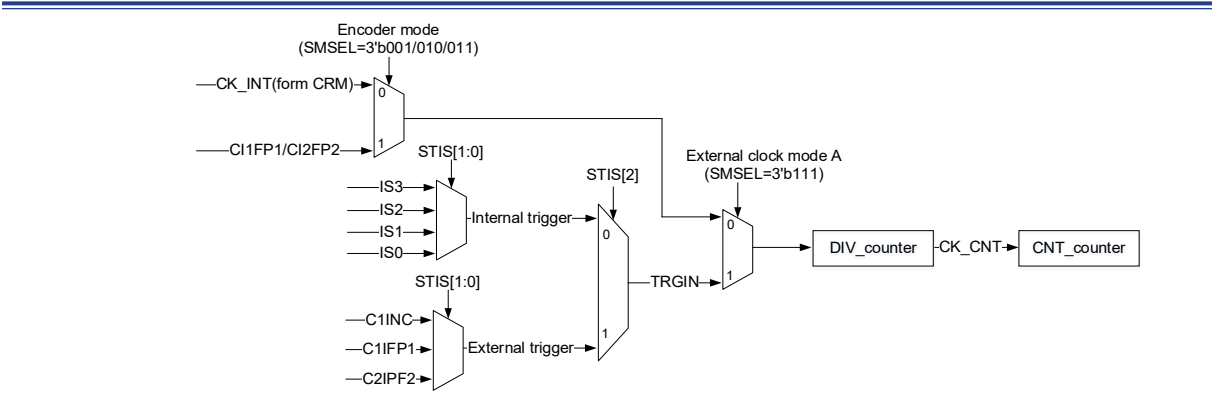 Encoder mode
(SMSEL=3'b001/010/011)
CK_INT(form CRM)
0
CI1FP1/CI2FP2
1
STIS[1:0]
IS3
IS2
IS1
IS0
Internal trigger
STIS[2]
0
1
External clock mode A
(SMSEL=3'b111)
0
1
TRGIN
DIV_counter
CK_CNT
CNT_counter
STIS[1:0]
C1INC
C1IFP1
C2IPF2
External trigger